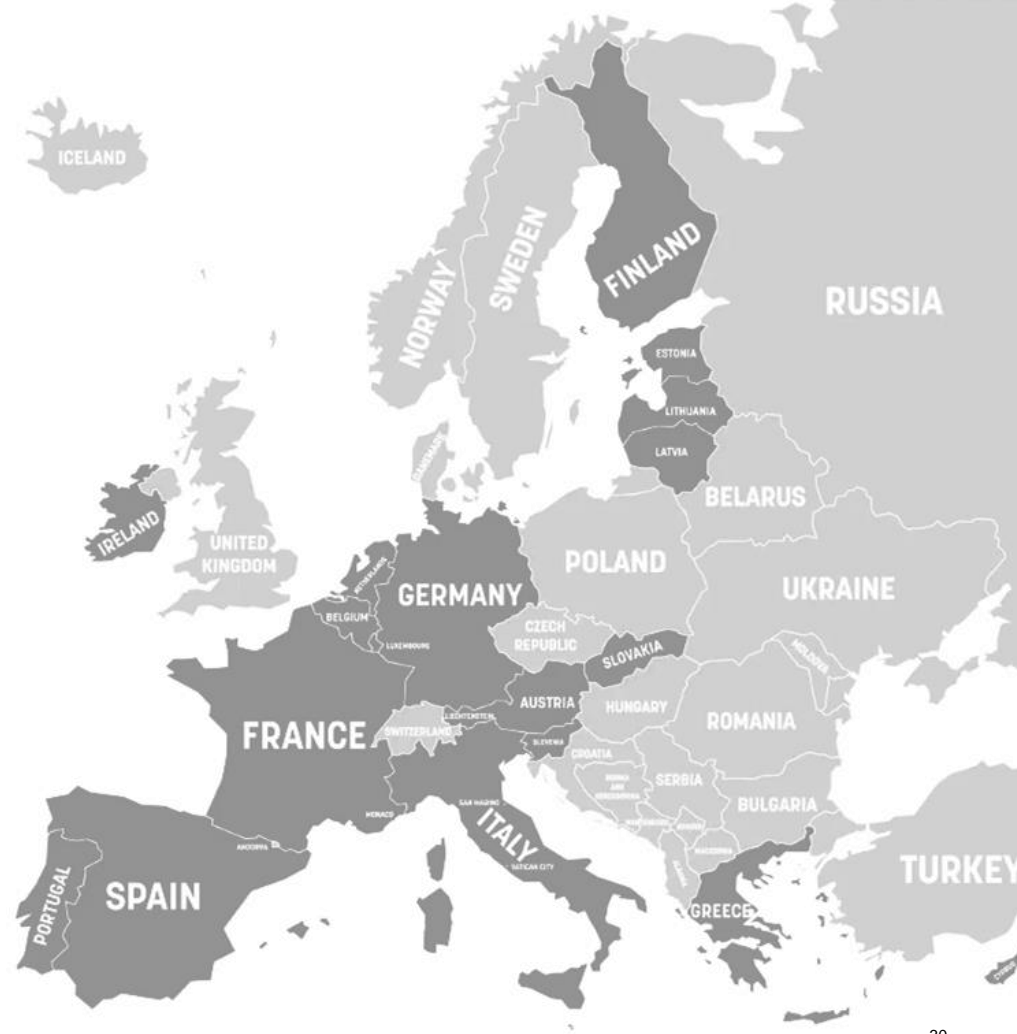 ICELAND
FINLAND
SWEDEN
NORWAY
RUSSIA
ESTONIA
LITHUANIA
LATVIA
BELARUS
IRELAND
UNITED
KINGDOM
POLAND
NETHERLANDS
GERMANY
UKRAINE
BELGIUM
CZECH
REPUBLIC
LUXEMBOURG
SLOVAKIA
MOLDOVA
AUSTRIA
HUNGARY
LIECHTENSTEIN
ROMANIA
FRANCE
SWITZERLAND
SLOVENIA
CROATIA
SERBIA
BULGARIA
SAN MARINO
MONACO
ITALY
ANDORRA
VATICAN CITY
TURKEY
SPAIN
PORTUGAL
GREECE
CYPRUS